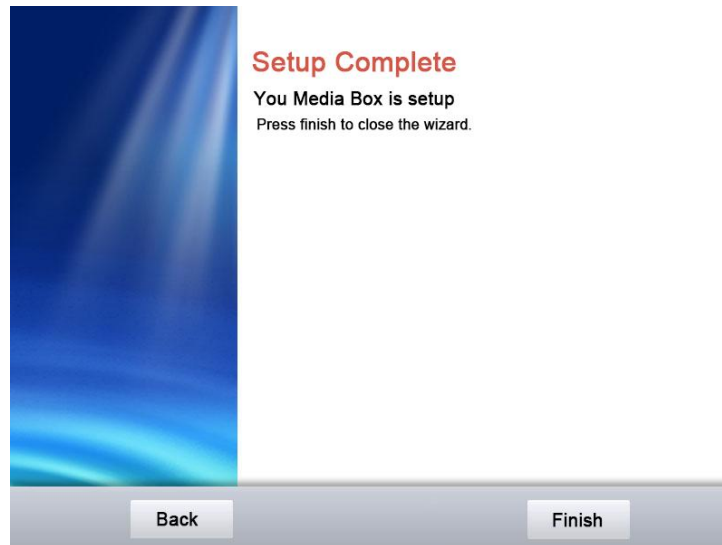 Setup Complete
You Media Box is setup
Press finish to close the wizard.
Back
Finish